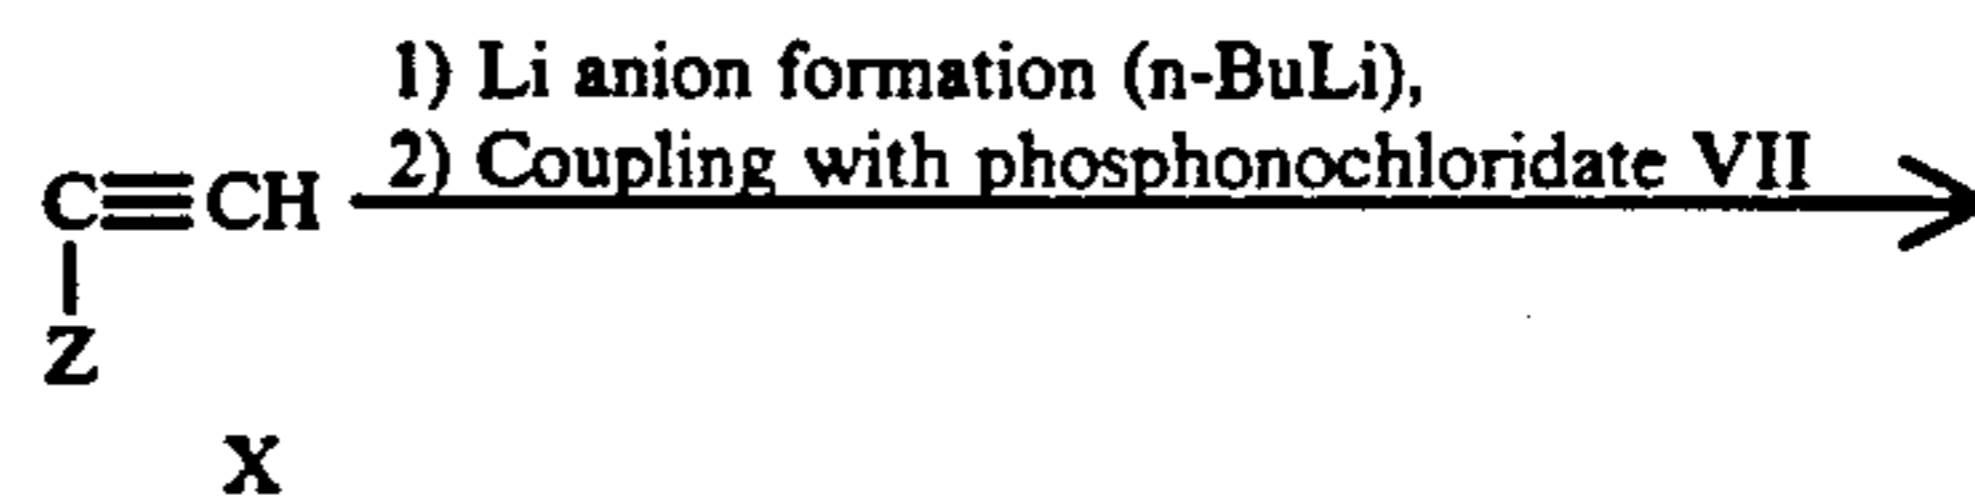 1) Li anion formation (n-BuLi),
2) Coupling with phosphonochloridate VII
C≡CH
Z
X